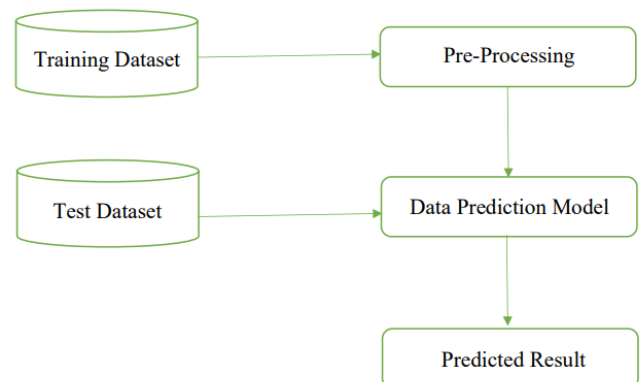 Training Dataset
Pre-Processing
Test Dataset
Data Prediction Model
Predicted Result